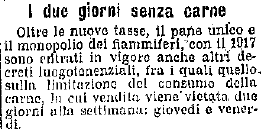 I due giorni senza carne
Oltre le nuove tasse, il pane unico e
il monopolio dei fiammiferi, con il 1917
sono entrati in vigore anche altri de-
creti luogotenenziali, fra i quali quello
sulla limitazione del consumo della
carne, la cui vendita viene vietata due
giorni alla settimana: giovedì e vener-
dì.